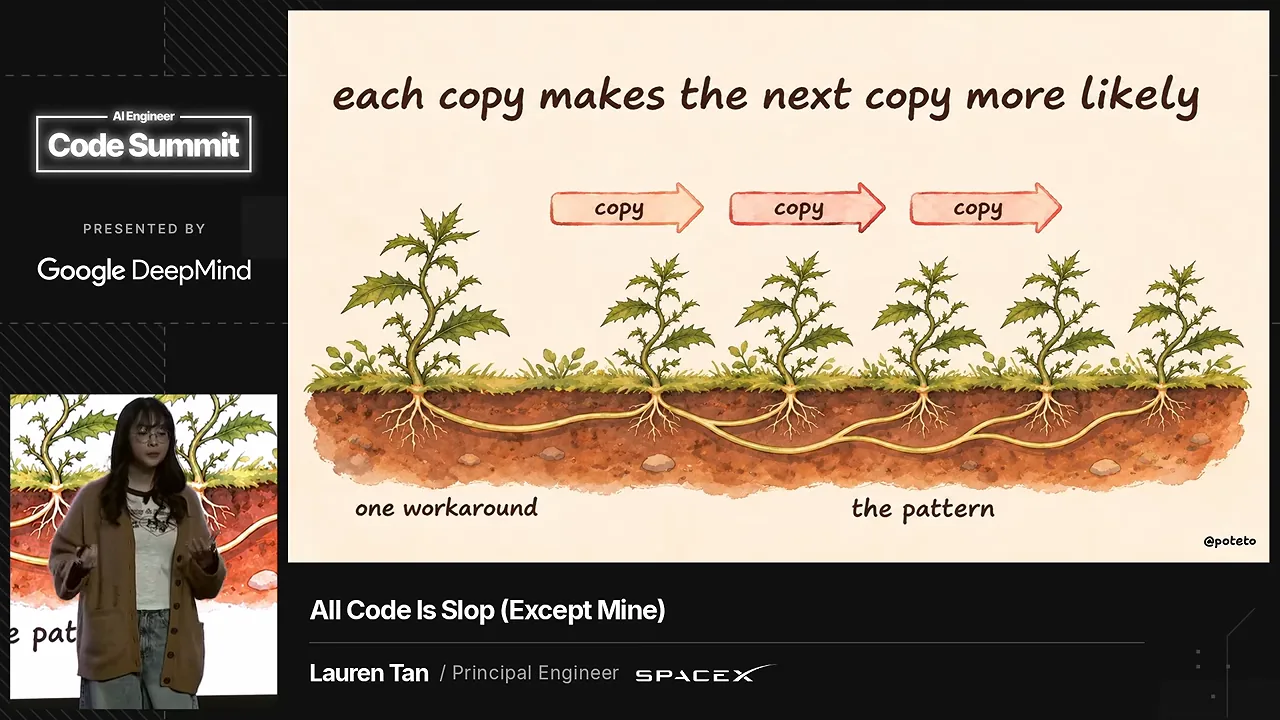 AI Engineer
Code Summit
PRESENTED BY
Google DeepMind
each copy makes the next copy more likely
copy
copy
copy
one workaround
the pattern
@poteto
e pat
All Code Is Slop (Except Mine)
Lauren Tan / Principal Engineer SPACEX